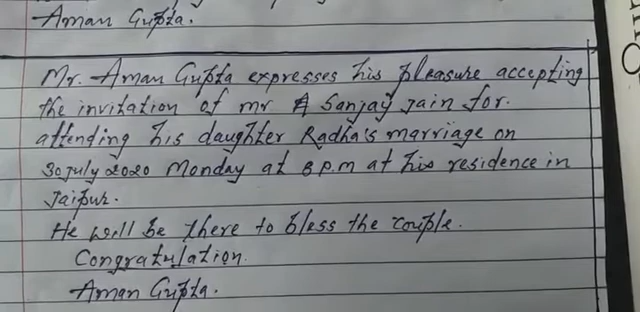 Aman Gupta.
Mr. Aman Gupta expresses his pleasure accepting
the invitation of mr Sanjay Jain for.
attending his daughter Radha's marriage on
30 July 2020 Monday at 8 p.m at his residence in
Jaipur.
He will be there to bless the couple.
Congratulation.
Aman Gupta.